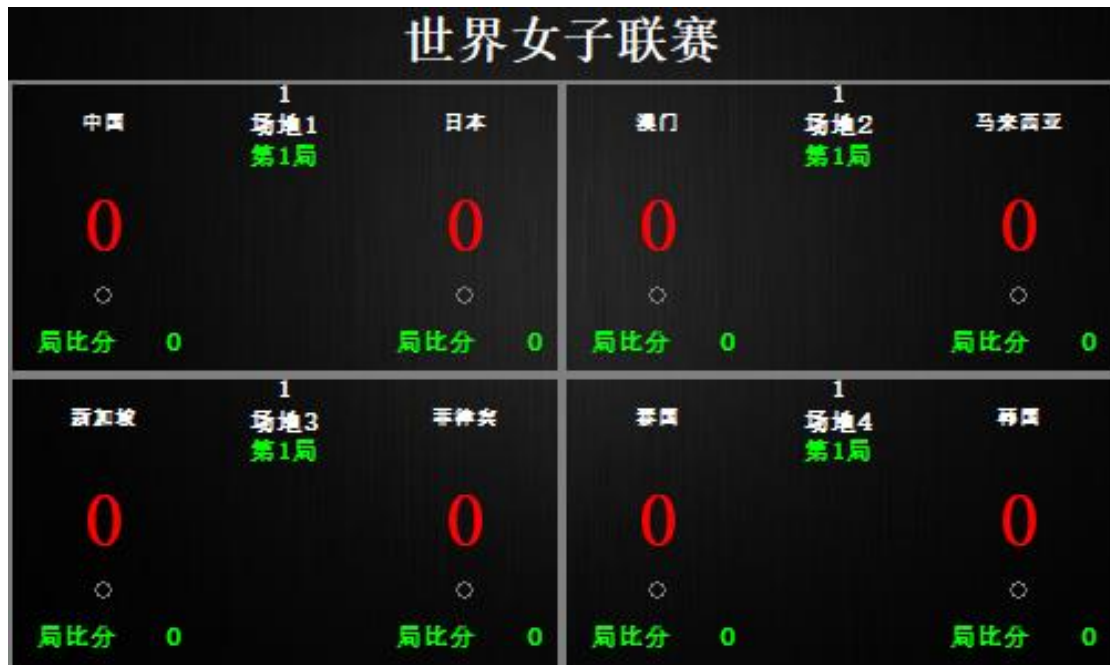 世界女子联赛
1
中国 场地1 日本
第1局
0 0
局比分 0 局比分 0
1
澳门 场地2 马来西亚
第1局
0 0
局比分 0 局比分 0
1
新加坡 场地3 菲律宾
第1局
0 0
局比分 0 局比分 0
1
泰国 场地4 韩国
第1局
0 0
局比分 0 局比分 0